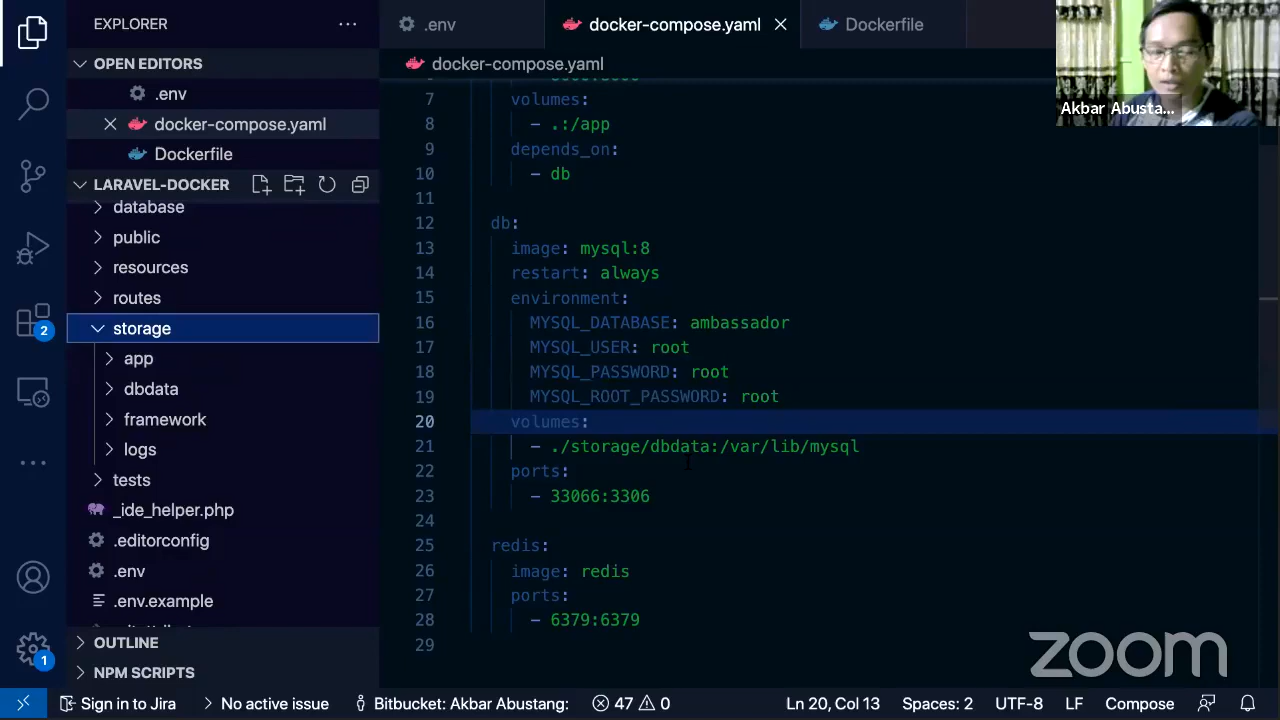 EXPLORER
OPEN EDITORS
.env
docker-compose.yaml
Dockerfile
LARAVEL-DOCKER
database
public
resources
routes
storage
app
dbdata
framework
logs
tests
_ide_helper.php
.editorconfig
.env
.env.example
OUTLINE
NPM SCRIPTS
2
1
.env docker-compose.yaml Dockerfile
docker-compose.yaml
7 volumes:
8 - .:/app
9 depends_on:
10 - db
11
12 db:
13 image: mysql:8
14 restart: always
15 environment:
16 MYSQL_DATABASE: ambassador
17 MYSQL_USER: root
18 MYSQL_PASSWORD: root
19 MYSQL_ROOT_PASSWORD: root
20 volumes:
21 - ./storage/dbdata:/var/lib/mysql
22 ports:
23 - 33066:3306
24
25 redis:
26 image: redis
27 ports:
28 - 6379:6379
29
Akbar Abusta...
zoom
Sign in to Jira No active issue Bitbucket: Akbar Abustang: 47 0 Ln 20, Col 13 Spaces: 2 UTF-8 LF Compose